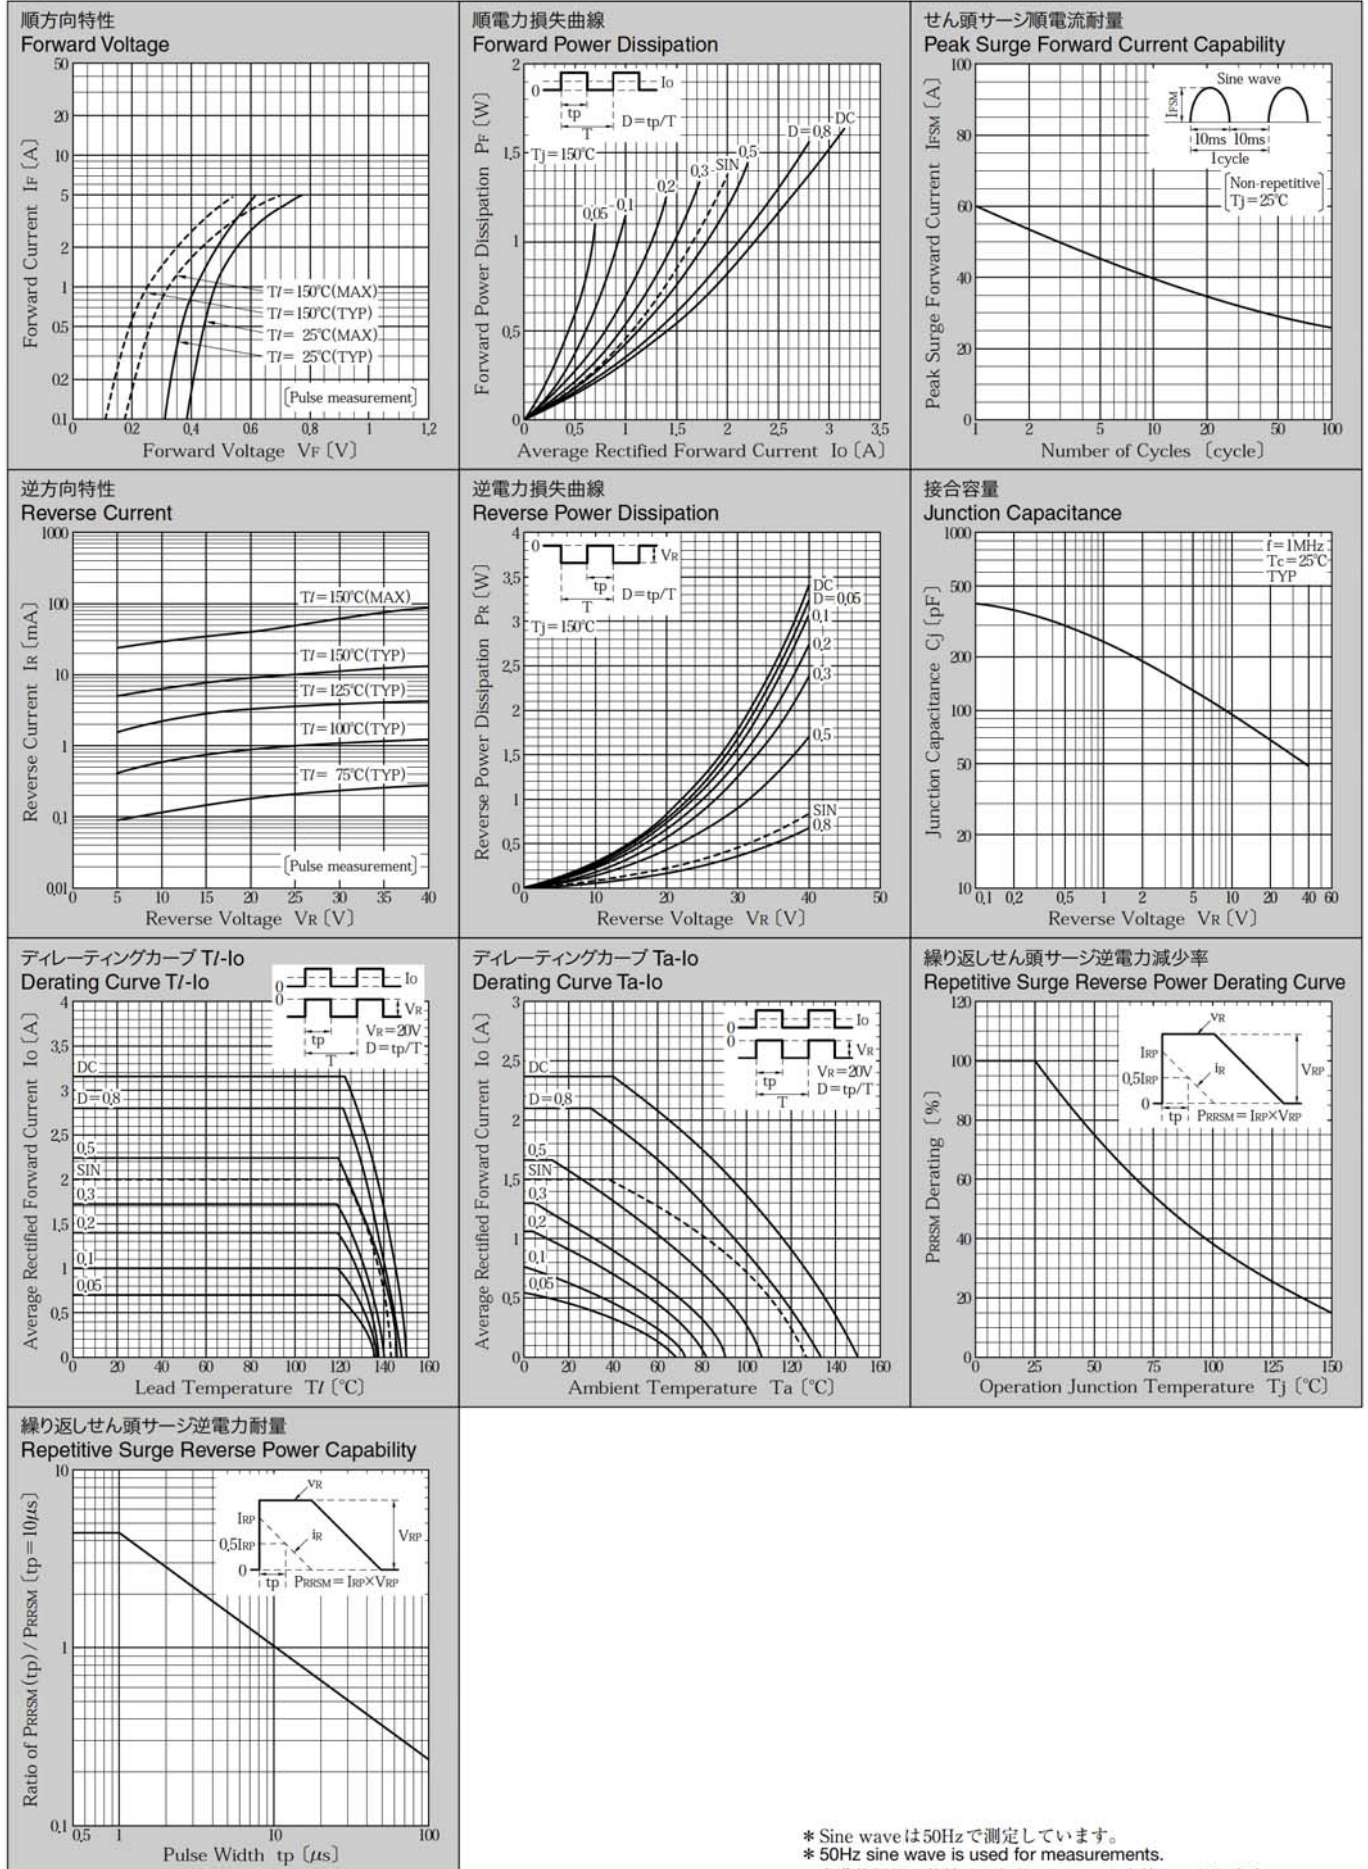 順方向特性
Forward Voltage
50
20
10
5
2
1
0.5
0.2
0.1
Forward Current IF [A]
Tl=150℃(MAX)
Tl=150℃(TYP)
Tl= 25℃(MAX)
Tl= 25℃(TYP)
[Pulse measurement]
0 0.2 0.4 0.6 0.8 1 1.2
Forward Voltage VF [V]
順電力損失曲線
Forward Power Dissipation
2
1.5
1
0.5
0
Forward Power Dissipation PF [W]
0
Io
tp
T
D=tp/T
Tj=150℃
0.05
0.1
0.2
0.3
SIN
0.5
D=0.8
DC
0 0.5 1 1.5 2 2.5 3 3.5
Average Rectified Forward Current Io [A]
せん頭サージ順電流耐量
Peak Surge Forward Current Capability
100
80
60
40
20
0
Peak Surge Forward Current IFSM [A]
Sine wave
IFSM
10ms 10ms
1cycle
[Non-repetitive
Tj=25℃]
1 2 5 10 20 50 100
Number of Cycles [cycle]
逆方向特性
Reverse Current
1000
100
10
1
0.1
0.01
Reverse Current IR [mA]
Tl=150℃(MAX)
Tl=150℃(TYP)
Tl=125℃(TYP)
Tl=100℃(TYP)
Tl= 75℃(TYP)
[Pulse measurement]
0 5 10 15 20 25 30 35 40
Reverse Voltage VR [V]
逆電力損失曲線
Reverse Power Dissipation
4
3.5
3
2.5
2
1.5
1
0.5
0
Reverse Power Dissipation PR [W]
0
VR
tp
T
D=tp/T
Tj=150℃
DC
D=0.05
0.1
0.2
0.3
0.5
SIN
0.8
0 10 20 30 40 50
Reverse Voltage VR [V]
接合容量
Junction Capacitance
1000
500
200
100
50
20
10
Junction Capacitance Cj [pF]
f=1MHz
Tc=25℃
TYP
0.1 0.2 0.5 1 2 5 10 20 40 60
Reverse Voltage VR [V]
ディレーティングカーブ Tl-Io
Derating Curve Tl-Io
4
3.5
3
2.5
2
1.5
1
0.5
0
Average Rectified Forward Current Io [A]
0
Io
0
VR
tp
T
VR=20V
D=tp/T
DC
D=0.8
0.5
SIN
0.3
0.2
0.1
0.05
0 20 40 60 80 100 120 140 160
Lead Temperature Tl [℃]
ディレーティングカーブ Ta-Io
Derating Curve Ta-Io
3
2.5
2
1.5
1
0.5
0
Average Rectified Forward Current Io [A]
0
Io
0
VR
tp
T
VR=20V
D=tp/T
DC
D=0.8
0.5
SIN
0.3
0.2
0.1
0.05
0 20 40 60 80 100 120 140 160
Ambient Temperature Ta [℃]
繰り返しせん頭サージ逆電力減少率
Repetitive Surge Reverse Power Derating Curve
120
100
80
60
40
20
0
PRRSM Derating [%]
vR
IRP
0.5IRP
0
iR
VRP
tp
PRRSM=IRP×VRP
0 25 50 75 100 125 150
Operation Junction Temperature Tj [℃]
繰り返しせん頭サージ逆電力耐量
Repetitive Surge Reverse Power Capability
10
1
0.1
Ratio of PRRSM(tp) / PRRSM [tp=10μs]
vR
IRP
0.5IRP
0
iR
VRP
tp
PRRSM=IRP×VRP
0.5 1 10 100
Pulse Width tp [μs]
* Sine waveは50Hzで測定しています。
* 50Hz sine wave is used for measurements.